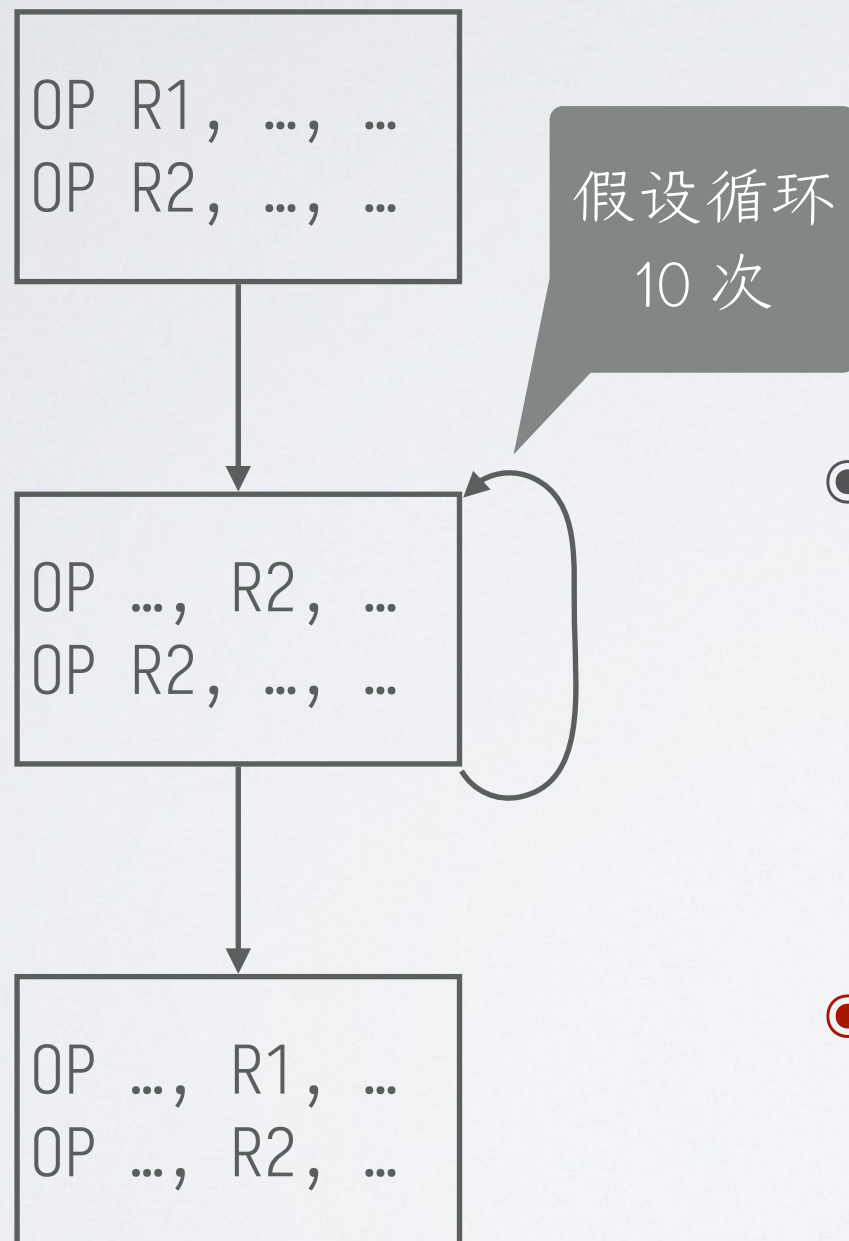 OP R1, …, …
OP R2, …, …
假设循环
10 次
OP …, R2, …
OP R2, …, …
OP …, R1, …
OP …, R2, …